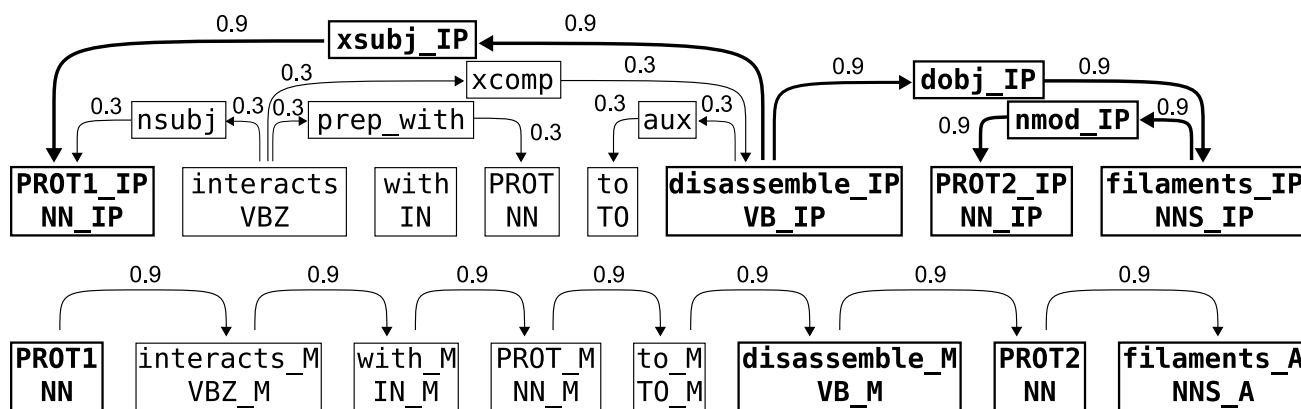 0.9 xsubj_IP 0.9
0.3 xcomp 0.3 0.9 dobj_IP 0.9
0.3 nsubj 0.3 0.3 prep_with 0.3 0.3 aux 0.3 0.9 nmod_IP 0.9
PROT1_IP interacts with PROT to disassemble_IP PROT2_IP filaments_IP
NN_IP VBZ IN NN TO VB_IP NN_IP NNS_IP
0.9 0.9 0.9 0.9 0.9 0.9 0.9
PROT1 interacts_M with_M PROT_M to_M disassemble_M PROT2 filaments_A
NN VBZ_M IN_M NN_M TO_M VB_M NN NNS_A